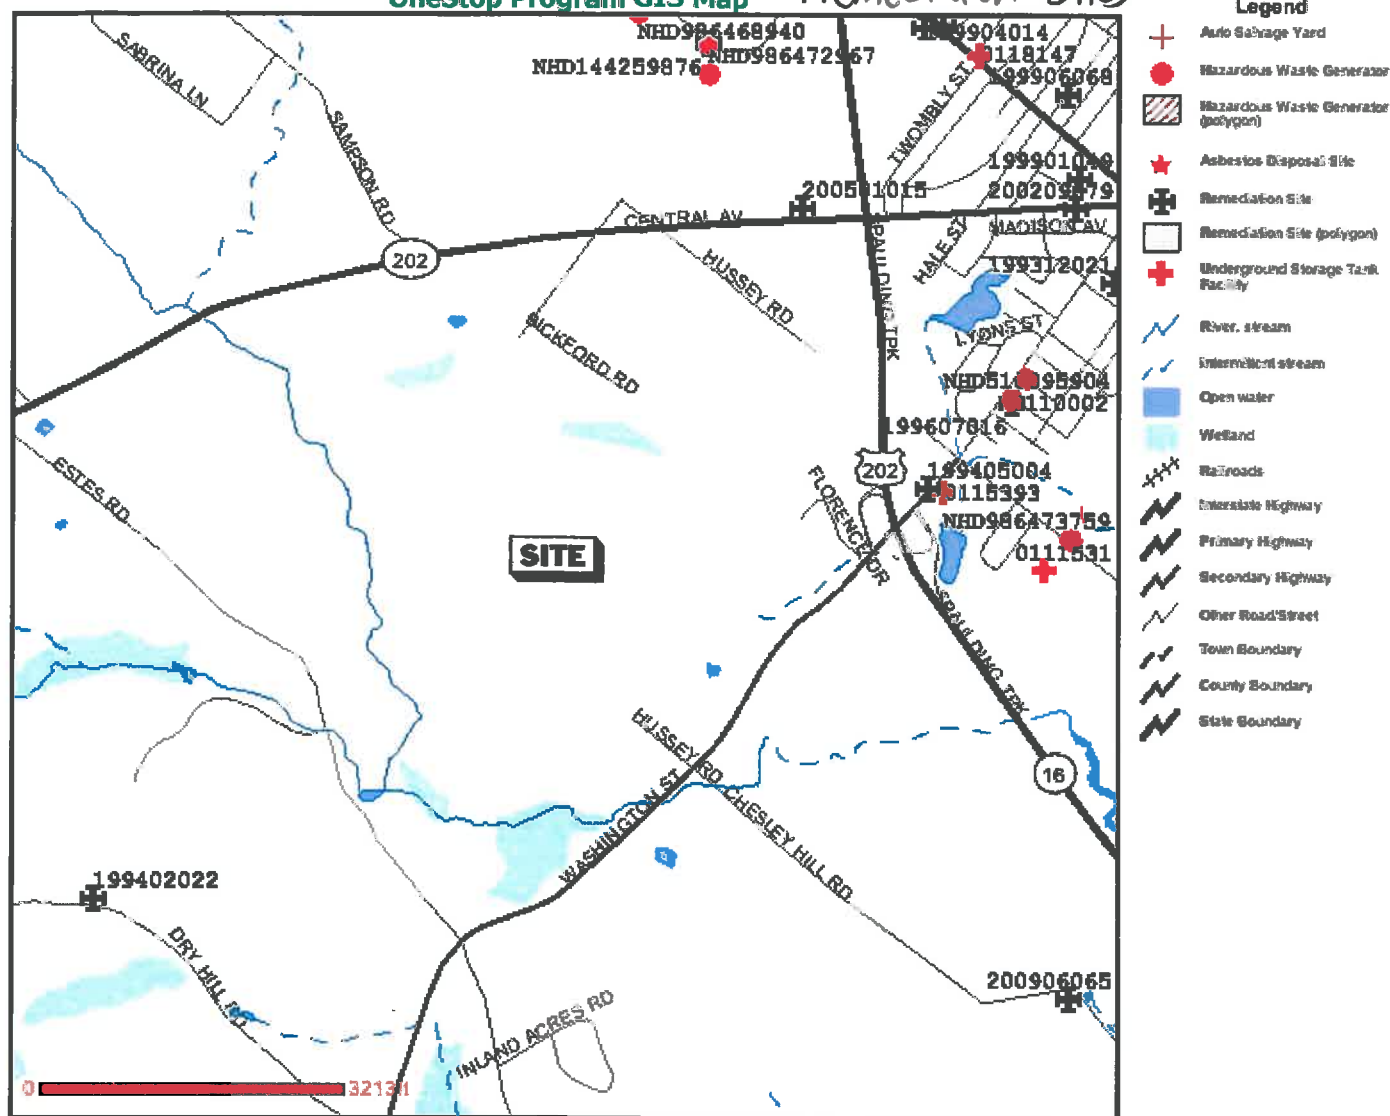 OneStop Program GIS Map
Legend
Auto Salvage Yard
Hazardous Waste Generator
Hazardous Waste Generator
(polygon)
Asbestos Disposal Site
Remediation Site
Remediation Site (polygon)
Underground Storage Tank
Facility
River, stream
Intermittent stream
Open water
Wetland
Railroads
Interstate Highway
Primary Highway
Secondary Highway
Other Road/Street
Town Boundary
County Boundary
State Boundary
NHD986468940
NHD986472967
NHD144259876
0118147
199906068
SABRINA LN
SAMPSON RD
TWOMBLY ST
200209079
CENTRAL AV
MADISON AV
202
SPAULDING TPK
HALE ST
199312021
HUSSEY RD
LYONS ST
BICKFORD RD
199607016
202
ESTES RD
FLORENCE DR
199405004
0115393
NHD986473759
0111531
SITE
SPAULDING TPK
HUSSEY RD
16
WASHINGTON ST
CHESLEY HILL RD
199402022
DRY HILL RD
200906065
INLAND ACRES RD
0
3213ft